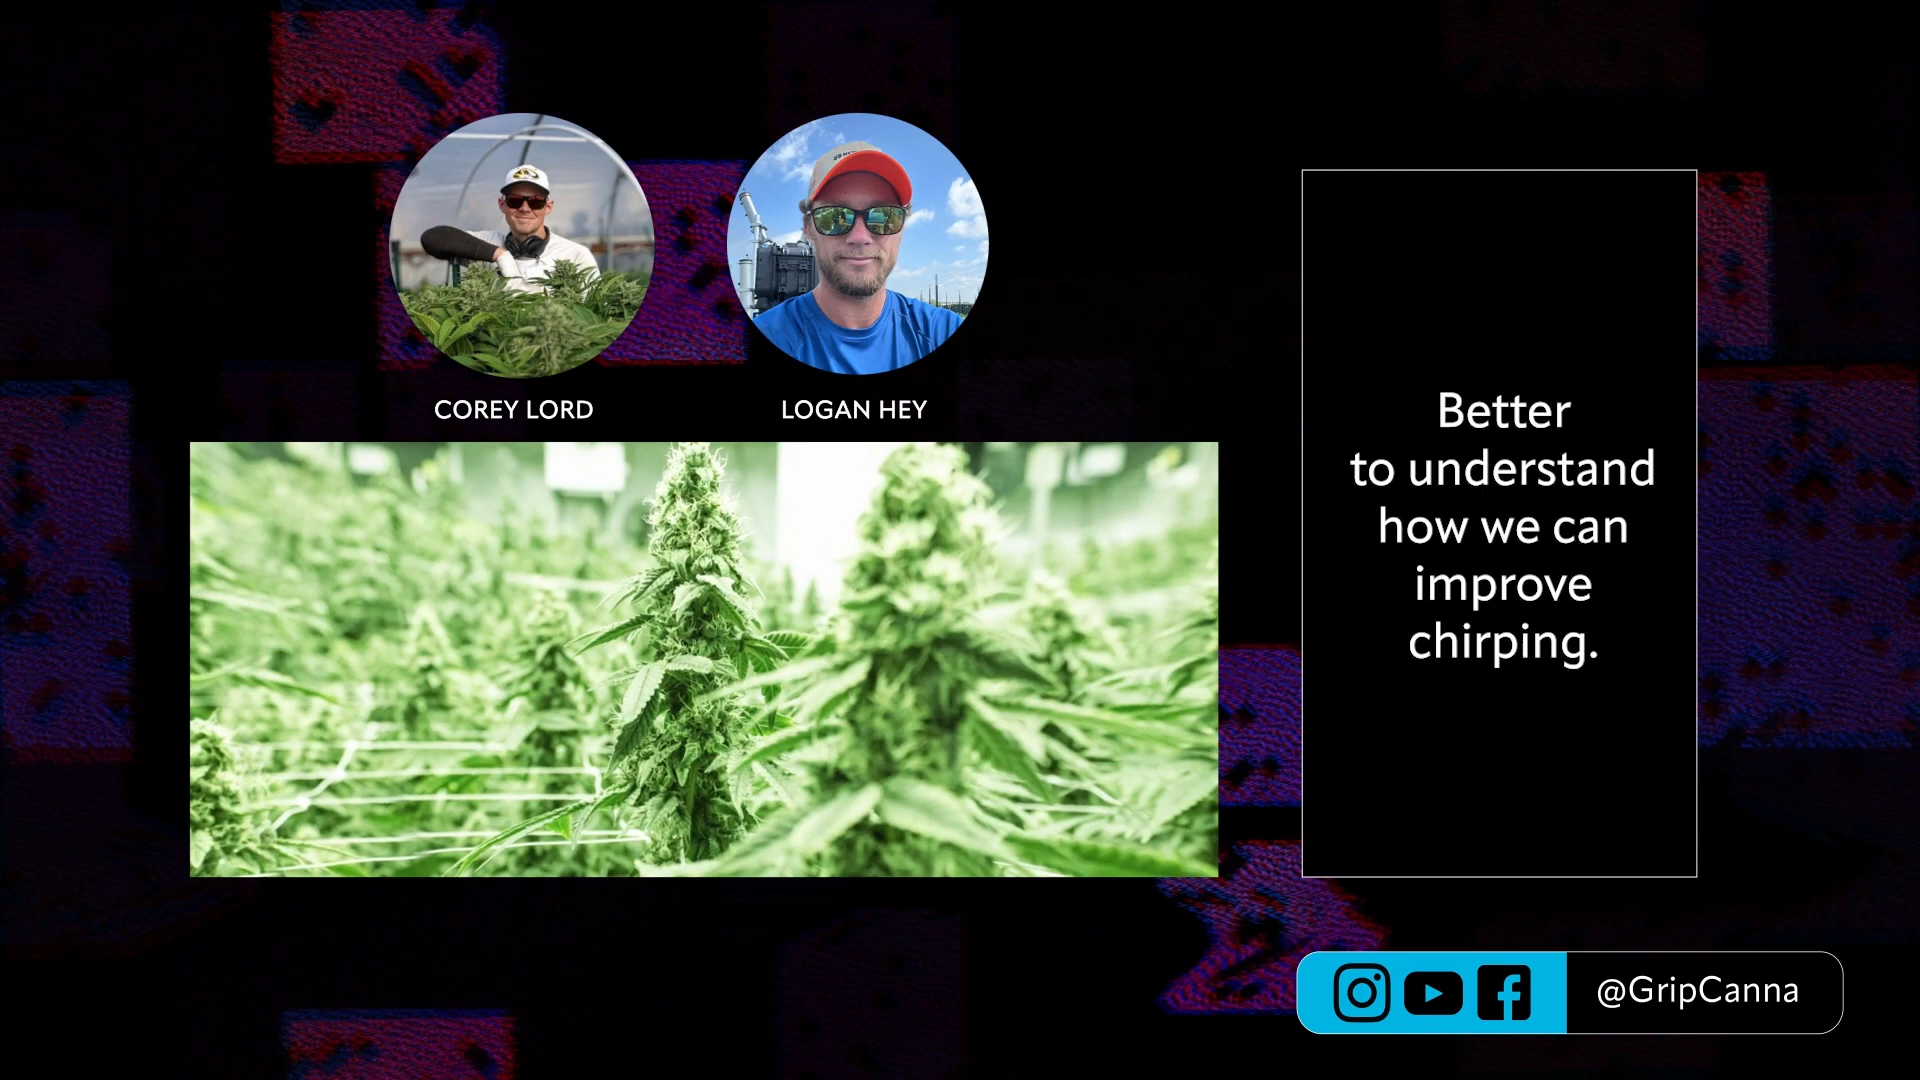 COREY LORD
LOGAN HEY
Better
to understand
how we can
improve
chirping.
@GripCanna